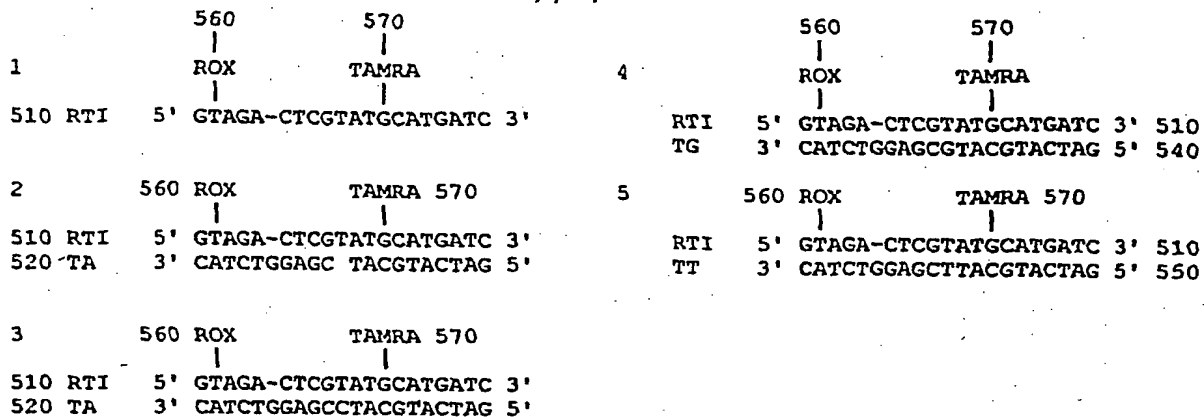 560 570
1 ROX TAMRA
510 RTI 5' GTAGA-CTCGTATGCATGATC 3'
2 560 ROX TAMRA 570
510 RTI 5' GTAGA-CTCGTATGCATGATC 3'
520 TA 3' CATCTGGAGC TACGTACTAG 5'
3 560 ROX TAMRA 570
510 RTI 5' GTAGA-CTCGTATGCATGATC 3'
520 TA 3' CATCTGGAGCCTACGTACTAG 5'
560 570
4 ROX TAMRA
RTI 5' GTAGA-CTCGTATGCATGATC 3' 510
TG 3' CATCTGGAGCGTACGTACTAG 5' 540
5 560 ROX TAMRA 570
RTI 5' GTAGA-CTCGTATGCATGATC 3' 510
TT 3' CATCTGGAGCTTACGTACTAG 5' 550